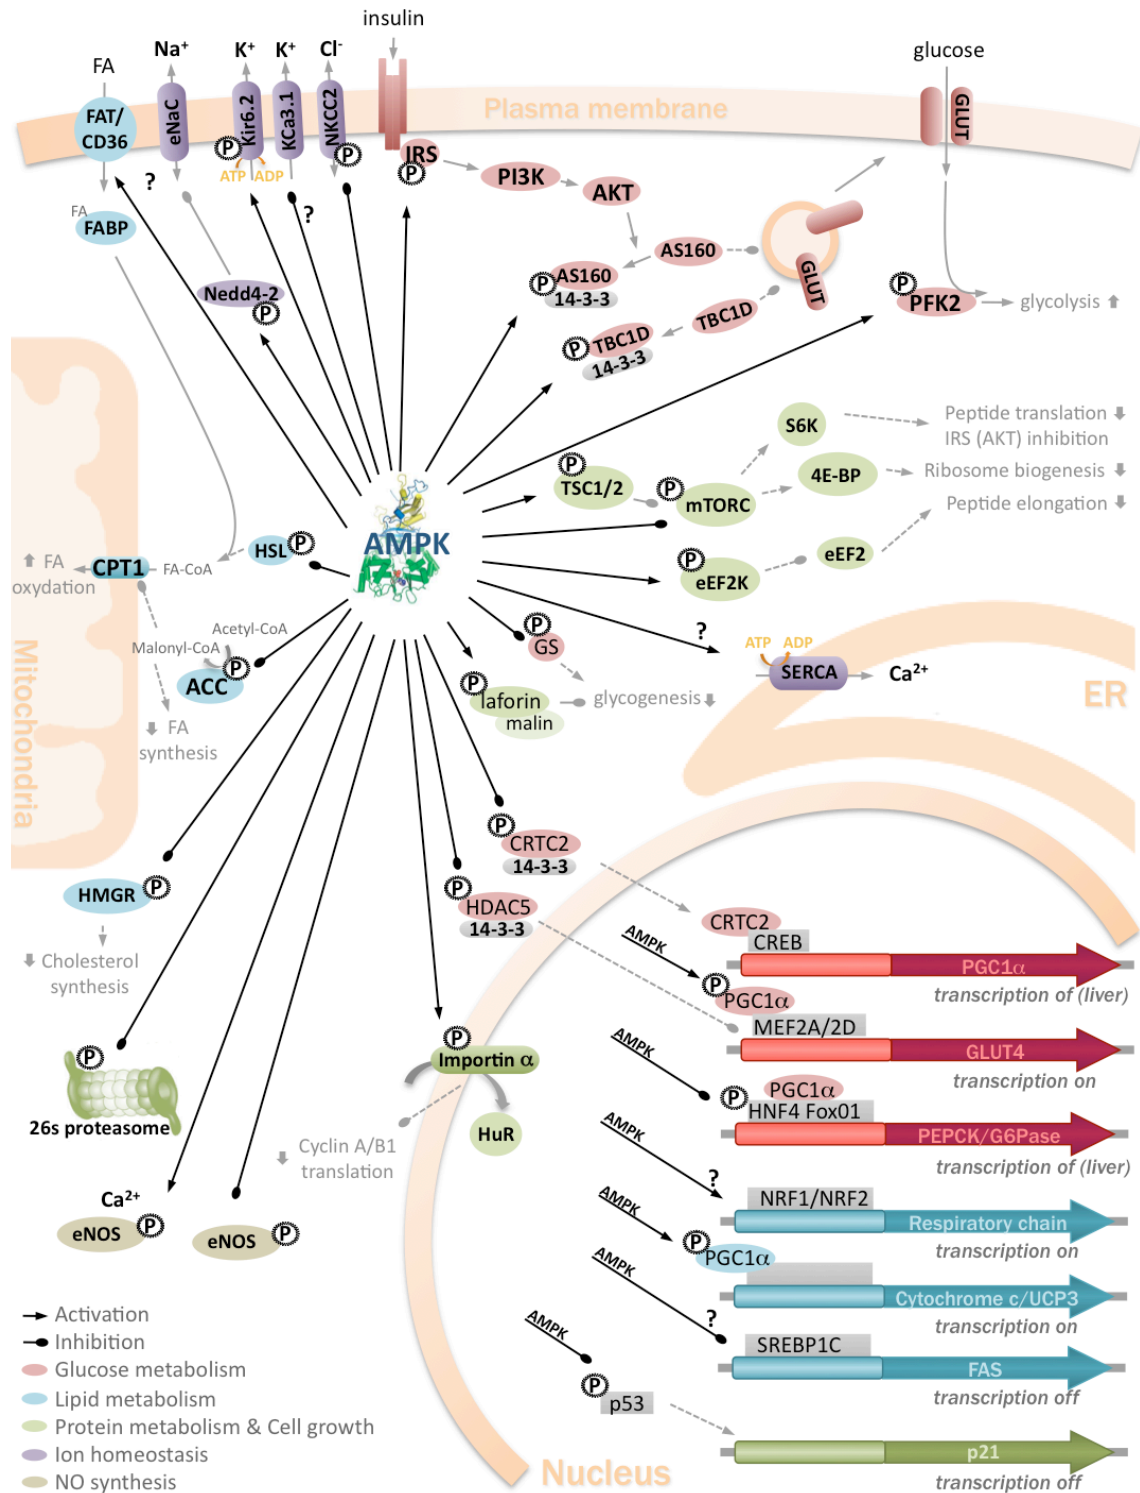 insulin
glucose
FA
Na+
K+
K+
Cl-
FAT/
CD36
eNaC
Kir6.2
KCa3.1
NKCC2
Plasma membrane
GLUT
P
P
ATP
ADP
IRS
P
PI3K
AKT
?
?
FA
FABP
AS160
GLUT
Nedd4-2
P
P
AS160
14-3-3
TBC1D
P
TBC1D
14-3-3
P
PFK2
glycolysis
S6K
Peptide translation
IRS (AKT) inhibition
P
TSC1/2
P
mTORC
4E-BP
Ribosome biogenesis
Peptide elongation
AMPK
HSL
P
P
eEF2K
eEF2
FA
oxydation
CPT1
FA-CoA
Acetyl-CoA
Malonyl-CoA
P
ACC
P
GS
?
ATP
ADP
SERCA
Ca2+
ER
P
laforin
malin
glycogenesis
Mitochondria
FA
synthesis
P
CRTC2
14-3-3
HMGR
P
P
HDAC5
14-3-3
Cholesterol
synthesis
CRTC2
CREB
AMPK
PGC1α
transcription of (liver)
P
PGC1α
MEF2A/2D
GLUT4
transcription on
P
26s proteasome
P
Importin α
HuR
Cyclin A/B1
translation
AMPK
P
PGC1α
HNF4 Fox01
PEPCK/G6Pase
transcription of (liver)
AMPK
?
NRF1/NRF2
Respiratory chain
transcription on
Ca2+
eNOS
P
eNOS
P
AMPK
P
PGC1α
Cytochrome c/UCP3
transcription on
AMPK
?
SREBP1C
FAS
transcription off
AMPK
P
p53
p21
transcription off
Nucleus
Activation
Inhibition
Glucose metabolism
Lipid metabolism
Protein metabolism & Cell growth
Ion homeostasis
NO synthesis